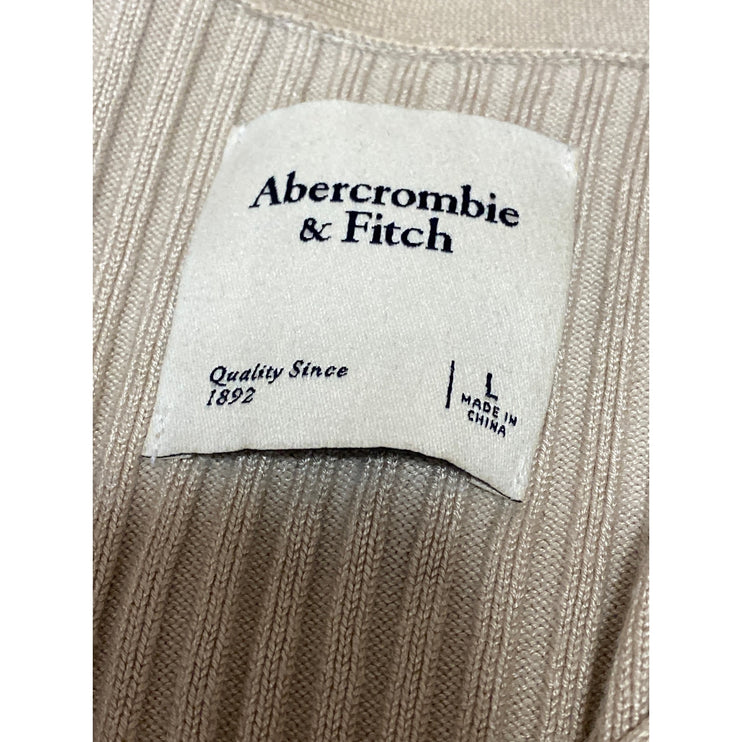 Abercrombie
& Fitch
Quality Since
1892
L
MADE IN
CHINA